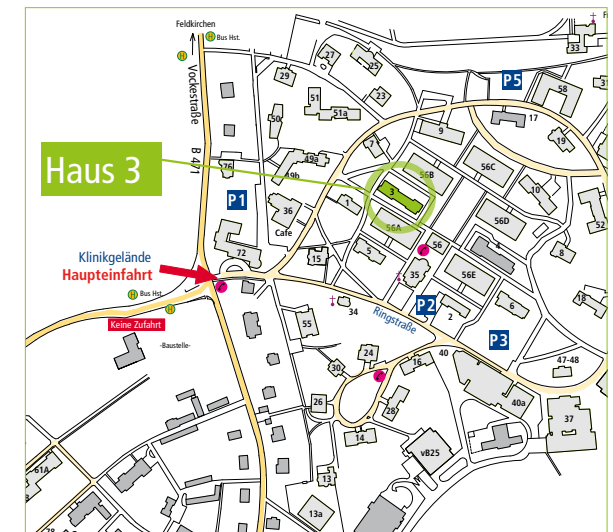 Feldkirchen
H Bus Hst.
H
Vockestraße
B 471
27
25
29
23
51
51a
50
33
P5
58
17
19
9
7
49a
49b
76
56B
56C
10
Haus 3
3
P1
1
36
Cafe
56A
56D
52
56
4
8
72
5
15
35
56E
Klinikgelände
Haupteinfahrt
H Bus Hst.
H
Keine Zufahrt
-Baustelle-
34
Ringstraße
P2
2
6
18
55
P3
24
16
40
47-48
30
26
28
40a
37
14
vB25
61A
13
13a
78